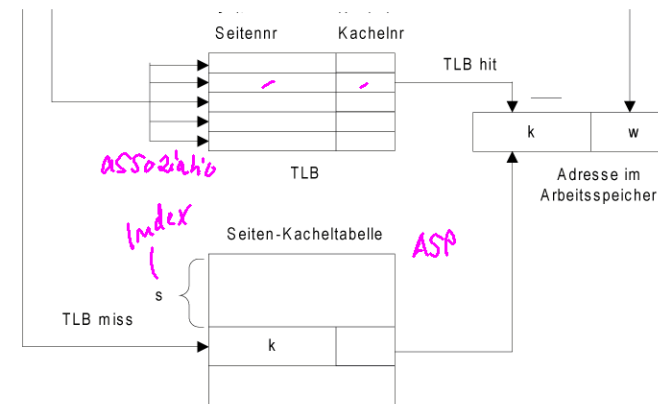 Seitennr Kachelnr
TLB hit
k w
assoziativ
TLB
Adresse im
Arbeitsspeicher
Index
Seiten-Kacheltabelle
ASP
s
TLB miss
k